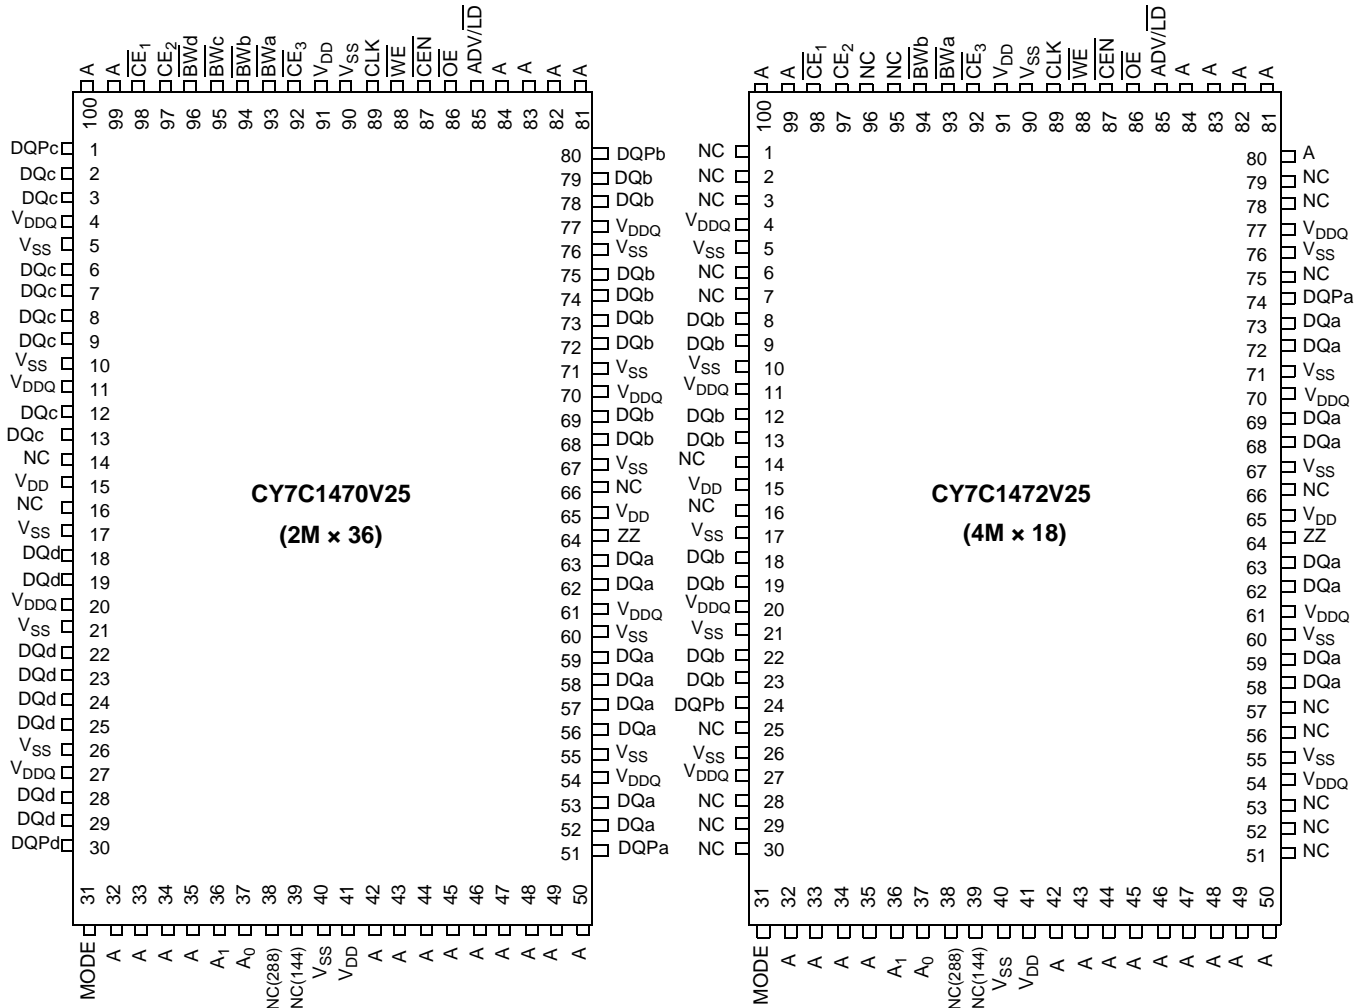 A A CE1 CE2 BWd BWc BWb BWa CE3 VDD VSS CLK WE CEN OE ADV/LD A A A A
100 99 98 97 96 95 94 93 92 91 90 89 88 87 86 85 84 83 82 81
DQPc 1
DQc 2
DQc 3
VDDQ 4
VSS 5
DQc 6
DQc 7
DQc 8
DQc 9
VSS 10
VDDQ 11
DQc 12
DQc 13
NC 14
VDD 15
NC 16
VSS 17
DQd 18
DQd 19
VDDQ 20
VSS 21
DQd 22
DQd 23
DQd 24
DQd 25
VSS 26
VDDQ 27
DQd 28
DQd 29
DQPd 30
CY7C1470V25
(2M × 36)
80 DQPb
79 DQb
78 DQb
77 VDDQ
76 VSS
75 DQb
74 DQb
73 DQb
72 DQb
71 VSS
70 VDDQ
69 DQb
68 DQb
67 VSS
66 NC
65 VDD
64 ZZ
63 DQa
62 DQa
61 VDDQ
60 VSS
59 DQa
58 DQa
57 DQa
56 DQa
55 VSS
54 VDDQ
53 DQa
52 DQa
51 DQPa
31 32 33 34 35 36 37 38 39 40 41 42 43 44 45 46 47 48 49 50
MODE A A A A A1 A0 NC(288) NC(144) VSS VDD A A A A A A A A A
A A CE1 CE2 NC NC BWb BWa CE3 VDD VSS CLK WE CEN OE ADV/LD A A A A
100 99 98 97 96 95 94 93 92 91 90 89 88 87 86 85 84 83 82 81
NC 1
NC 2
NC 3
VDDQ 4
VSS 5
NC 6
NC 7
DQb 8
DQb 9
VSS 10
VDDQ 11
DQb 12
DQb 13
NC 14
VDD 15
NC 16
VSS 17
DQb 18
DQb 19
VDDQ 20
VSS 21
DQb 22
DQb 23
DQPb 24
NC 25
VSS 26
VDDQ 27
NC 28
NC 29
NC 30
CY7C1472V25
(4M × 18)
80 A
79 NC
78 NC
77 VDDQ
76 VSS
75 NC
74 DQPa
73 DQa
72 DQa
71 VSS
70 VDDQ
69 DQa
68 DQa
67 VSS
66 NC
65 VDD
64 ZZ
63 DQa
62 DQa
61 VDDQ
60 VSS
59 DQa
58 DQa
57 NC
56 NC
55 VSS
54 VDDQ
53 NC
52 NC
51 NC
31 32 33 34 35 36 37 38 39 40 41 42 43 44 45 46 47 48 49 50
MODE A A A A A1 A0 NC(288) NC(144) VSS VDD A A A A A A A A A